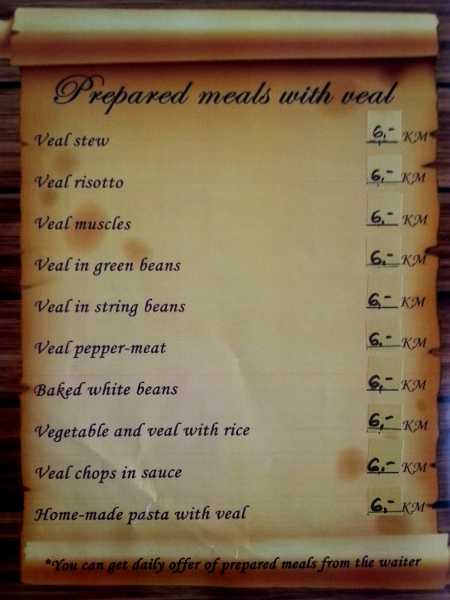 Prepared meals with veal
Veal stew 6,- KM
Veal risotto 6,- KM
Veal muscles 6,- KM
Veal in green beans 6,- KM
Veal in string beans 6,- KM
Veal pepper-meat 6,- KM
Baked white beans 6,- KM
Vegetable and veal with rice 6,- KM
Veal chops in sauce 6,- KM
Home-made pasta with veal 6,- KM
*You can get daily offer of prepared meals from the waiter